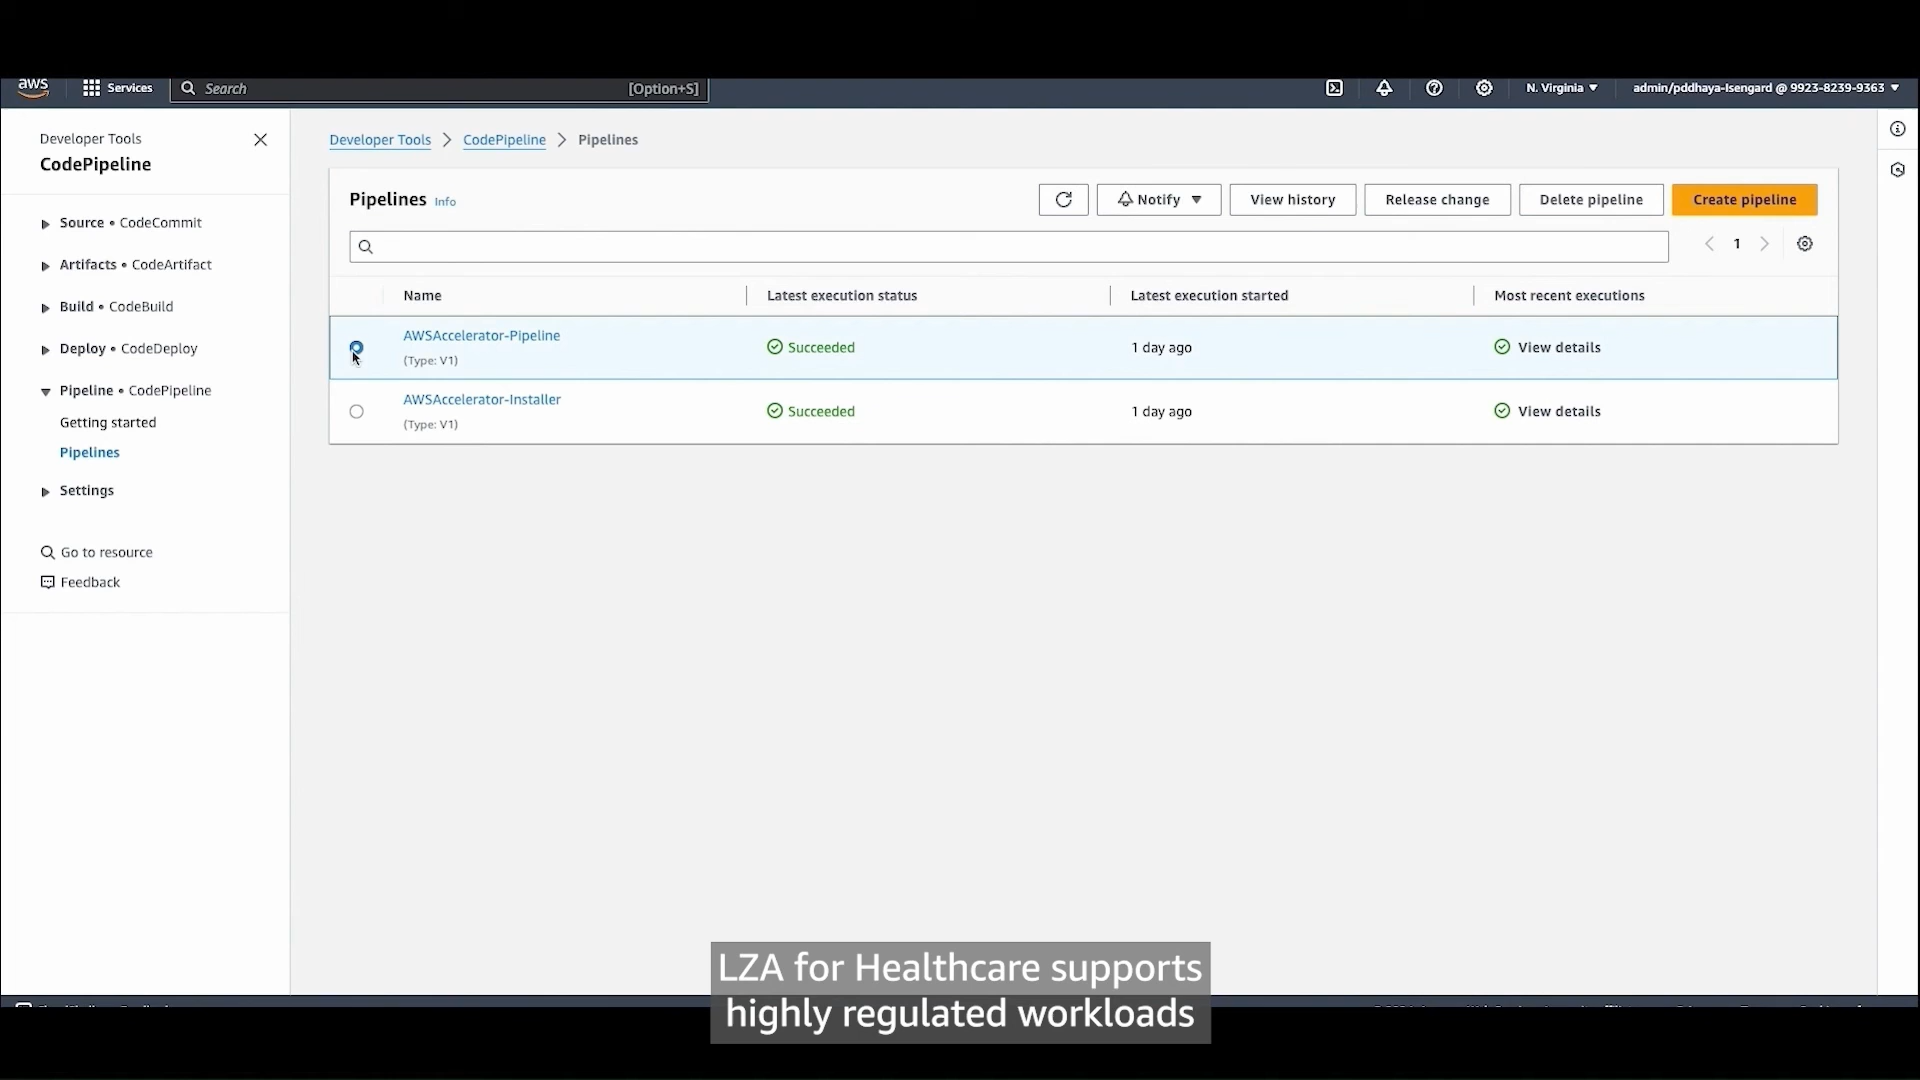 aws
Services
Search
[Option+S]
N. Virginia
admin/pddhaya-Isengard @ 9923-8239-9363
Developer Tools
CodePipeline
Source • CodeCommit
Artifacts • CodeArtifact
Build • CodeBuild
Deploy • CodeDeploy
Pipeline • CodePipeline
Getting started
Pipelines
Settings
Go to resource
Feedback
Developer Tools
CodePipeline
Pipelines
Pipelines Info
Notify
View history
Release change
Delete pipeline
Create pipeline
1
Name
Latest execution status
Latest execution started
Most recent executions
AWSAccelerator-Pipeline
(Type: V1)
Succeeded
1 day ago
View details
AWSAccelerator-Installer
(Type: V1)
Succeeded
1 day ago
View details
LZA for Healthcare supports
highly regulated workloads